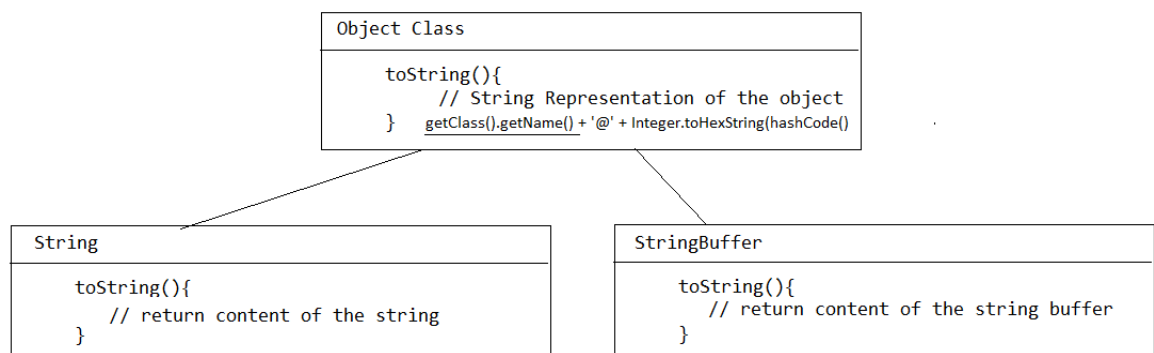 Object Class
toString(){
// String Representation of the object
} getClass().getName() + '@' + Integer.toHexString(hashCode()
String
toString(){
// return content of the string
}
StringBuffer
toString(){
// return content of the string buffer
}